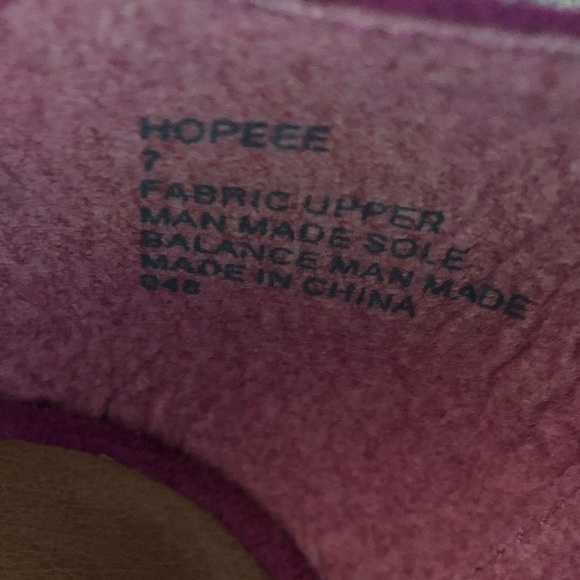 HOPEEE
7
FABRIC UPPER
MAN MADE SOLE
BALANCE MAN MADE
MADE IN CHINA